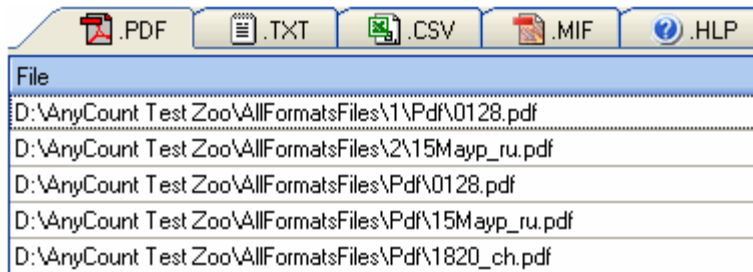 .PDF .TXT .CSV .MIF .HLP
File
D:\AnyCount Test Zoo\AllFormatsFiles\1\Pdf\0128.pdf
D:\AnyCount Test Zoo\AllFormatsFiles\2\15Mayp_ru.pdf
D:\AnyCount Test Zoo\AllFormatsFiles\Pdf\0128.pdf
D:\AnyCount Test Zoo\AllFormatsFiles\Pdf\15Mayp_ru.pdf
D:\AnyCount Test Zoo\AllFormatsFiles\Pdf\1820_ch.pdf